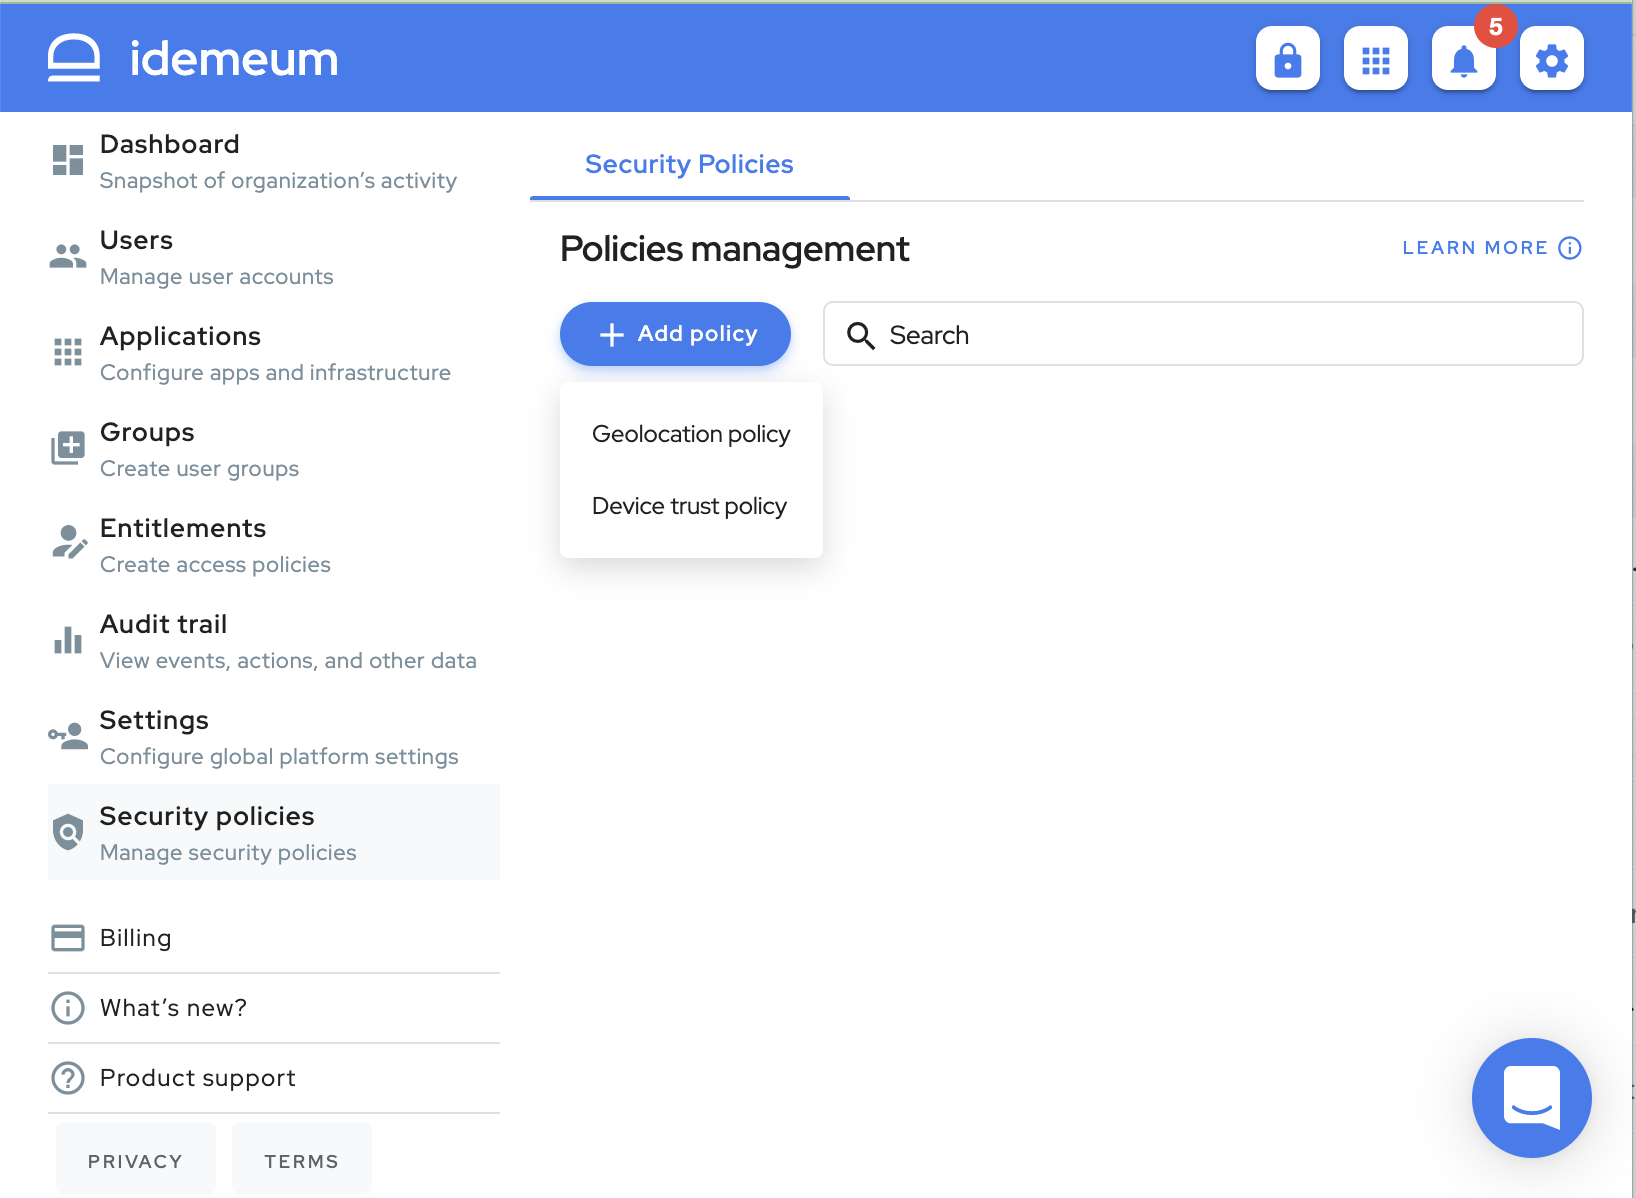 idemeum
5
Dashboard
Snapshot of organization's activity
Users
Manage user accounts
Applications
Configure apps and infrastructure
Groups
Create user groups
Entitlements
Create access policies
Audit trail
View events, actions, and other data
Settings
Configure global platform settings
Security policies
Manage security policies
Billing
What's new?
Product support
PRIVACY TERMS
Security Policies
Policies management
LEARN MORE
Add policy
Search
Geolocation policy
Device trust policy